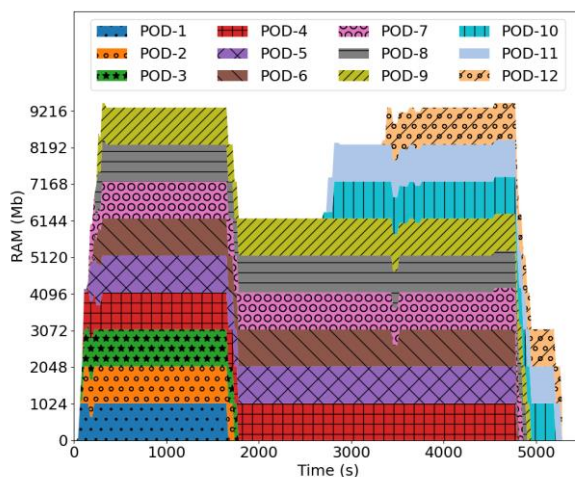 POD-1 POD-4 POD-7 POD-10
POD-2 POD-5 POD-8 POD-11
POD-3 POD-6 POD-9 POD-12
9216
8192
7168
6144
5120
4096
3072
2048
1024
0
RAM (Mb)
0 1000 2000 3000 4000 5000
Time (s)